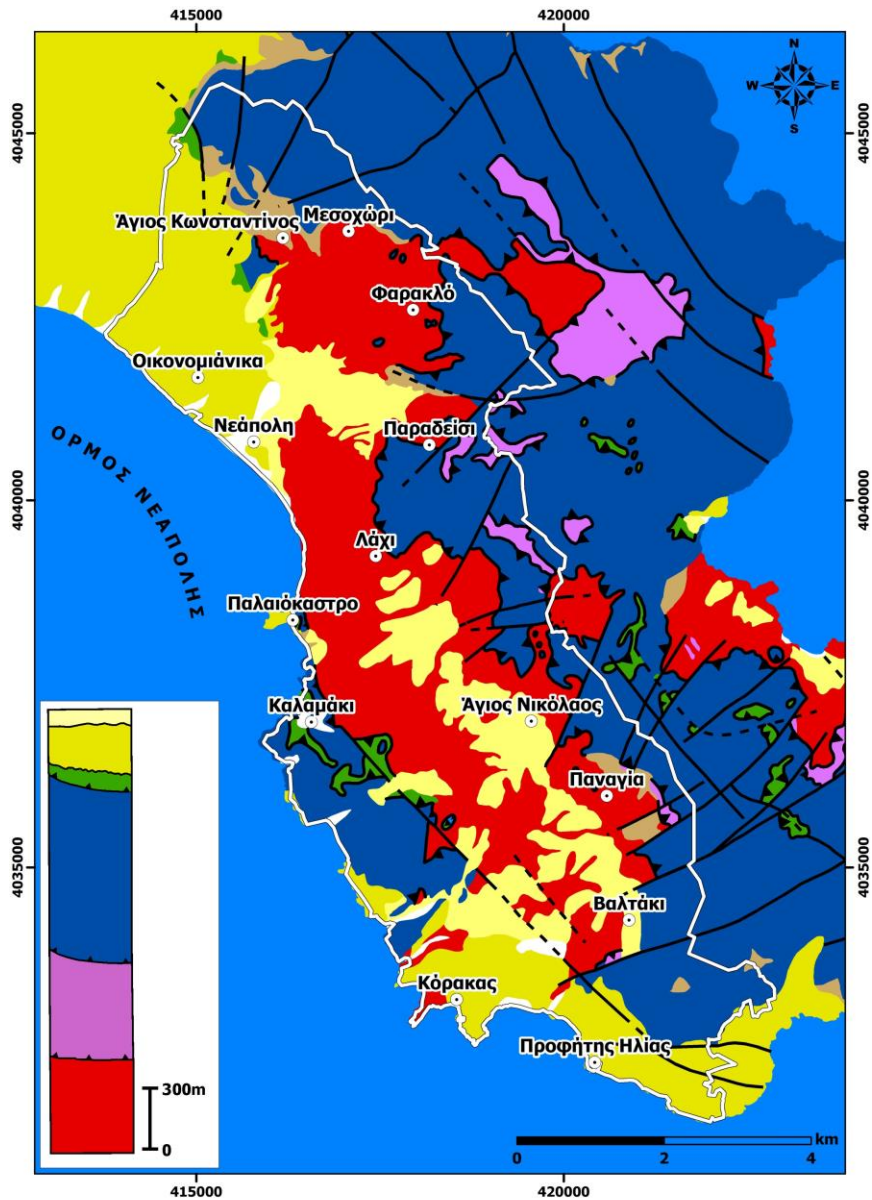 415000 420000
N
W E
S
4045000 4045000
Άγιος Κωνσταντίνος Μεσοχώρι
Φαρακλό
Οικονομιάνικα
Νεάπολη Παραδείσι
ΟΡΜΟΣ ΝΕΑΠΟΛΗΣ
4040000 4040000
Λάχι
Παλαιόκαστρο
Καλαμάκι Άγιος Νικόλαος
Παναγία
4035000 4035000
Βαλτάκι
Κόρακας
Προφήτης Ηλίας
300m
0
km
0 2 4
415000 420000